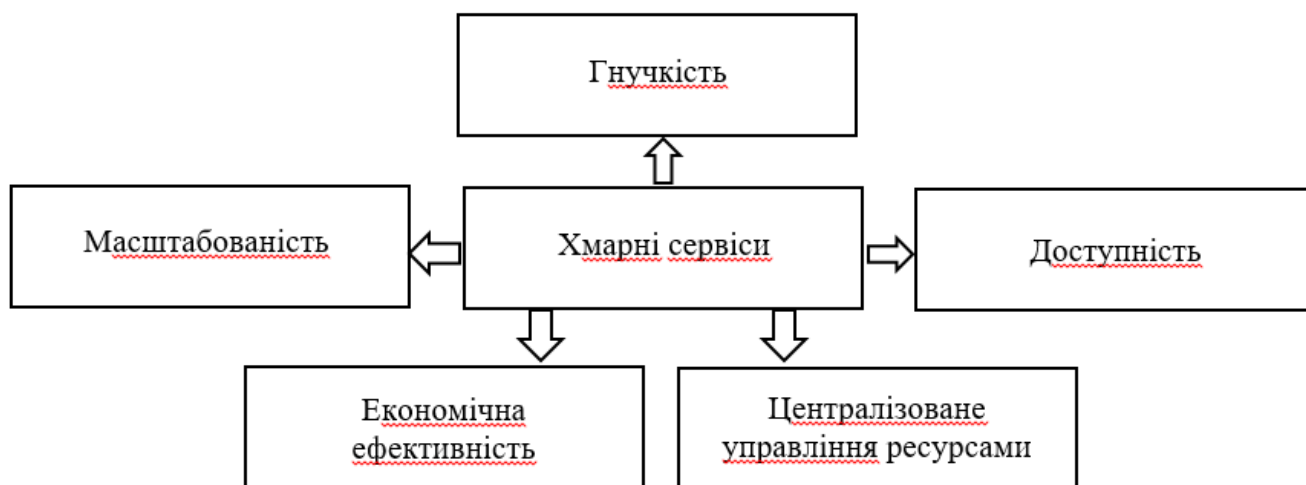 Гнучкість
Масштабованість
Хмарні сервіси
Доступність
Економічна
ефективність
Централізоване
управління ресурсами